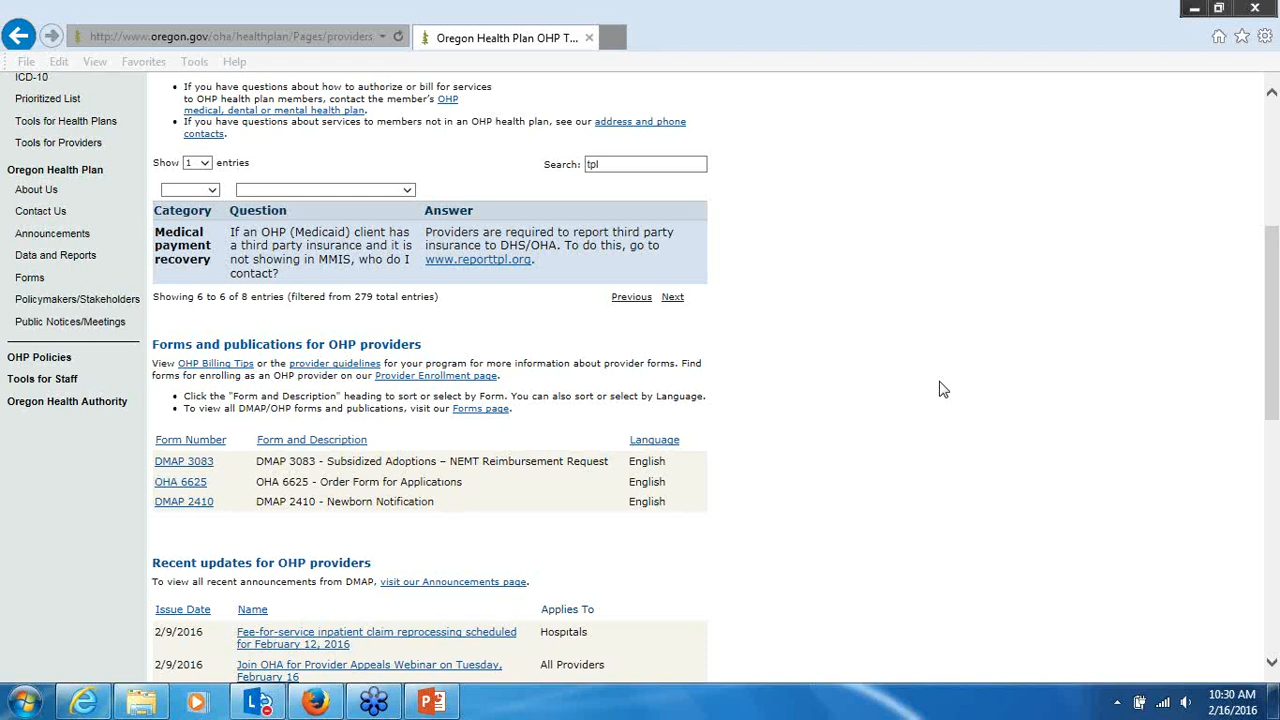 http://www.oregon.gov/oha/healthplan/Pages/providers
Oregon Health Plan OHP T...
File Edit View Favorites Tools Help
ICD-10
Prioritized List
Tools for Health Plans
Tools for Providers
Oregon Health Plan
About Us
Contact Us
Announcements
Data and Reports
Forms
Policymakers/Stakeholders
Public Notices/Meetings
OHP Policies
Tools for Staff
Oregon Health Authority
If you have questions about how to authorize or bill for services
to OHP health plan members, contact the member's OHP
medical, dental or mental health plan.
If you have questions about services to members not in an OHP health plan, see our address and phone
contacts.
Show 1 entries Search: tpl
Category Question Answer
Medical
payment
recovery
If an OHP (Medicaid) client has
a third party insurance and it is
not showing in MMIS, who do I
contact?
Providers are required to report third party
insurance to DHS/OHA. To do this, go to
www.reporttpl.org.
Showing 6 to 6 of 8 entries (filtered from 279 total entries) Previous Next
Forms and publications for OHP providers
View OHP Billing Tips or the provider guidelines for your program for more information about provider forms. Find
forms for enrolling as an OHP provider on our Provider Enrollment page.
Click the "Form and Description" heading to sort or select by Form. You can also sort or select by Language.
To view all DMAP/OHP forms and publications, visit our Forms page.
Form Number Form and Description Language
DMAP 3083 DMAP 3083 - Subsidized Adoptions – NEMT Reimbursement Request English
OHA 6625 OHA 6625 - Order Form for Applications English
DMAP 2410 DMAP 2410 - Newborn Notification English
Recent updates for OHP providers
To view all recent announcements from DMAP, visit our Announcements page.
Issue Date Name Applies To
2/9/2016 Fee-for-service inpatient claim reprocessing scheduled Hospitals
for February 12, 2016
2/9/2016 Join OHA for Provider Appeals Webinar on Tuesday, All Providers
February 16
10:30 AM
2/16/2016